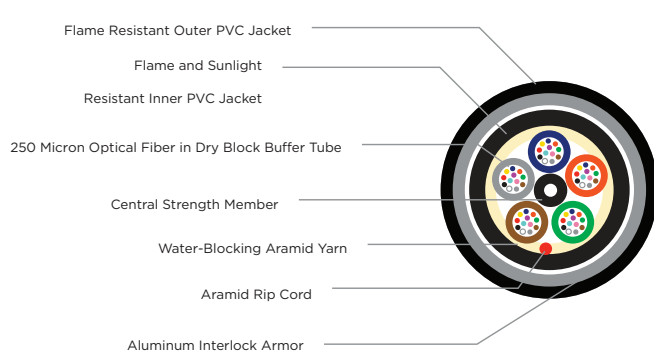 Flame Resistant Outer PVC Jacket
Flame and Sunlight
Resistant Inner PVC Jacket
250 Micron Optical Fiber in Dry Block Buffer Tube
Central Strength Member
Water-Blocking Aramid Yarn
Aramid Rip Cord
Aluminum Interlock Armor